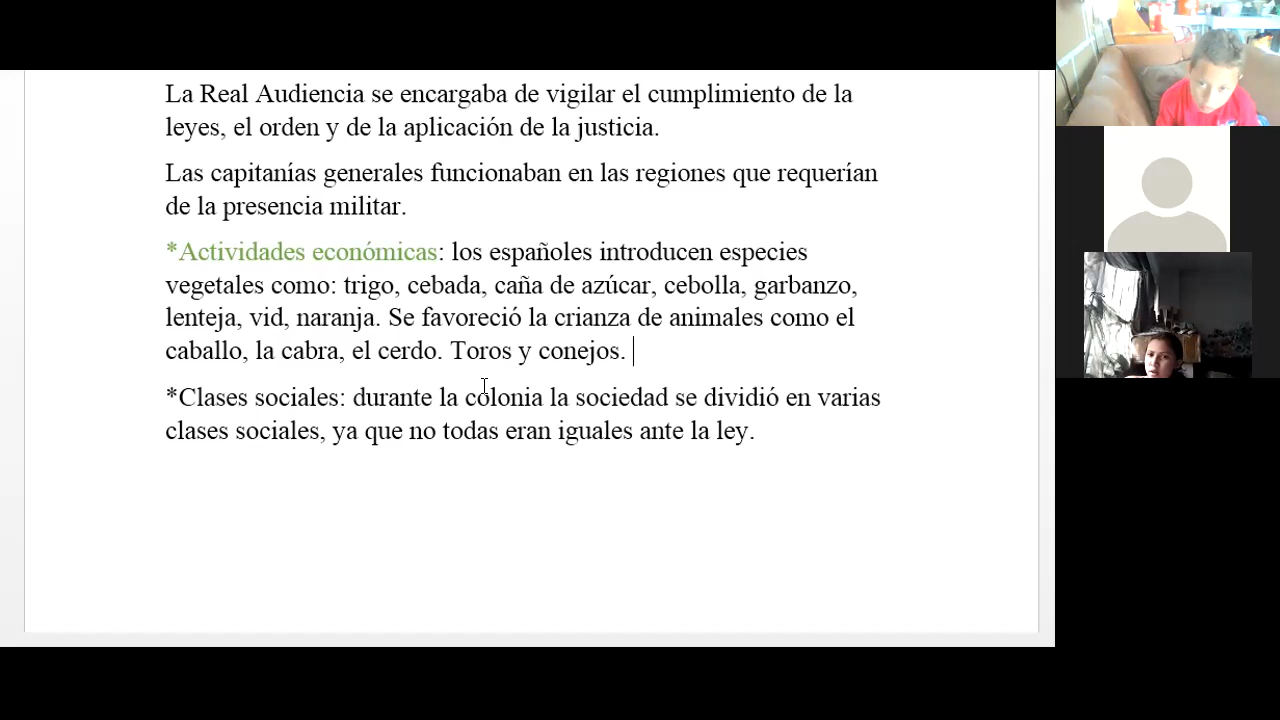 La Real Audiencia se encargaba de vigilar el cumplimiento de la
leyes, el orden y de la aplicación de la justicia.
Las capitanías generales funcionaban en las regiones que requerían
de la presencia militar.
*Actividades económicas: los españoles introducen especies
vegetales como: trigo, cebada, caña de azúcar, cebolla, garbanzo,
lenteja, vid, naranja. Se favoreció la crianza de animales como el
caballo, la cabra, el cerdo. Toros y conejos.
*Clases sociales: durante la colonia la sociedad se dividió en varias
clases sociales, ya que no todas eran iguales ante la ley.